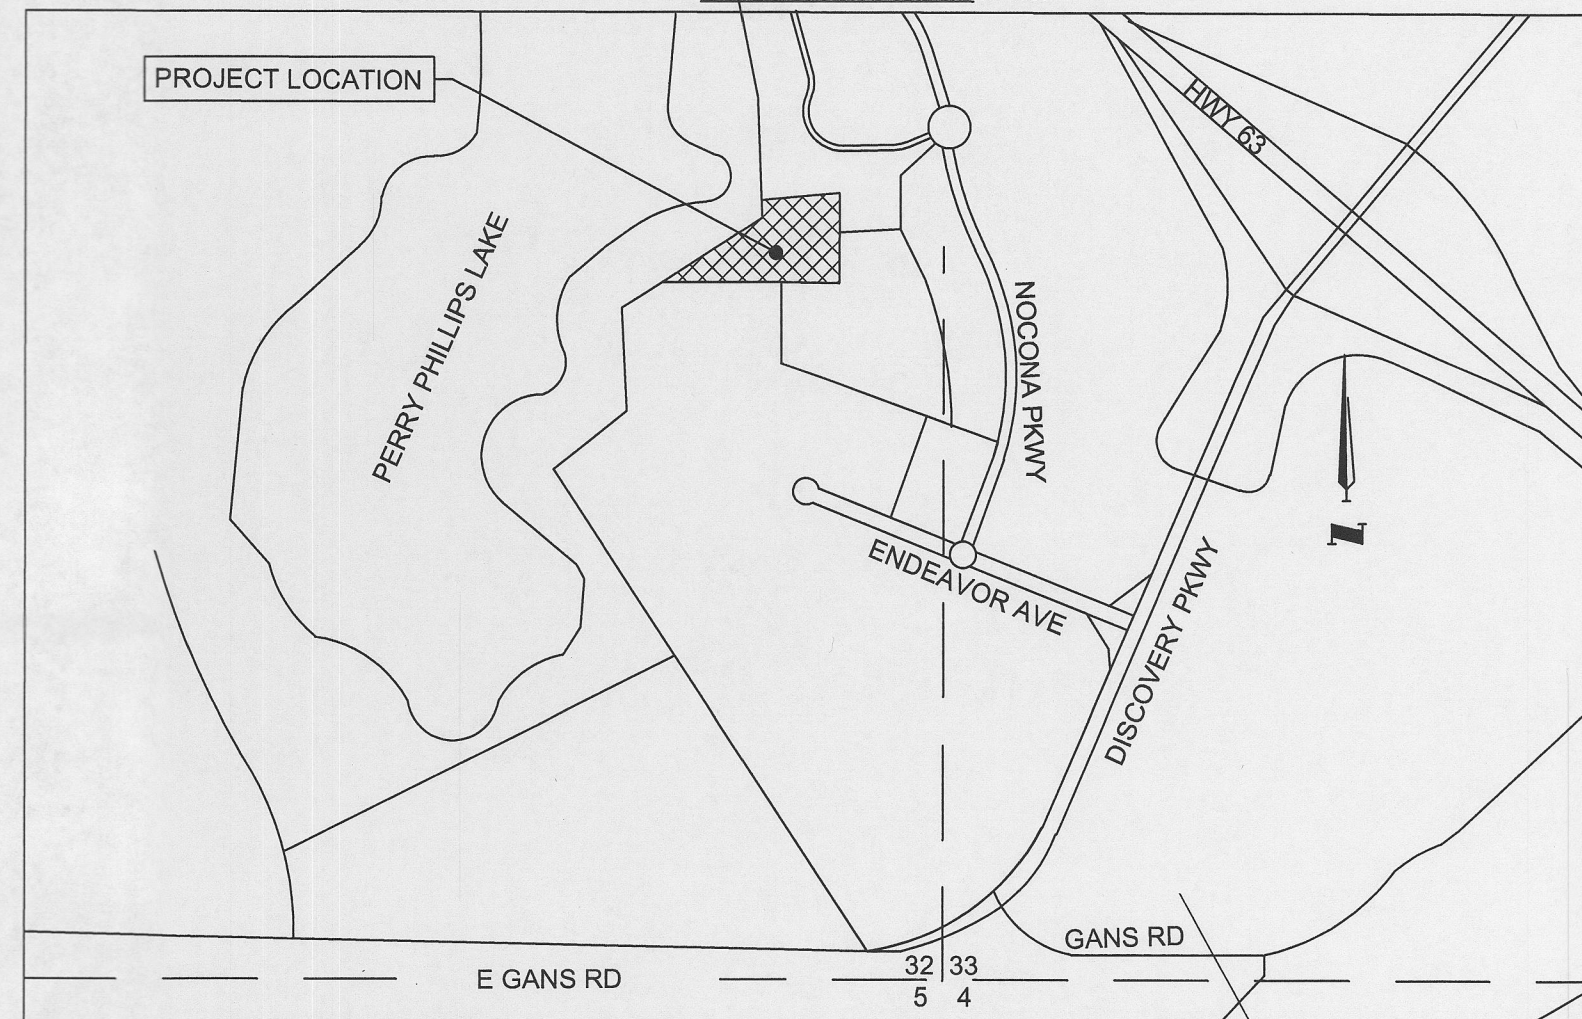 PROJECT LOCATION
HWY 63
PERRY PHILLIPS LAKE
NOCONA PKWY
ENDEAVOR AVE
DISCOVERY PKWY
GANS RD
E GANS RD
32 33
5 4